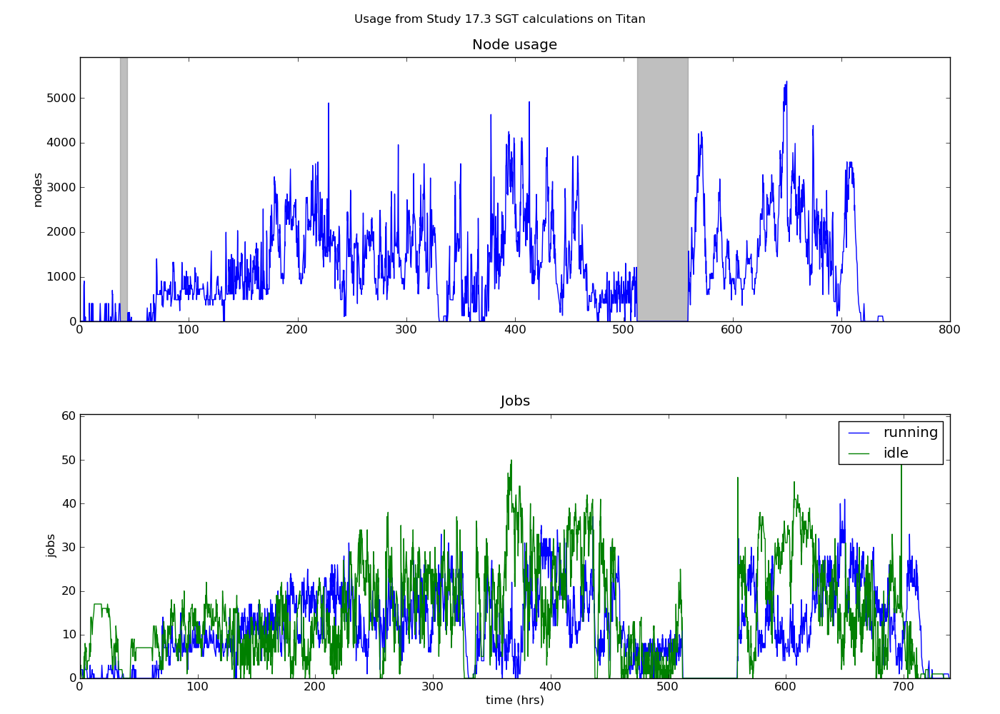 Usage from Study 17.3 SGT calculations on Titan
Node usage
5000
4000
3000
2000
1000
0
nodes
0 100 200 300 400 500 600 700 800
Jobs
60
50
40
30
20
10
0
jobs
running
idle
0 100 200 300 400 500 600 700
time (hrs)